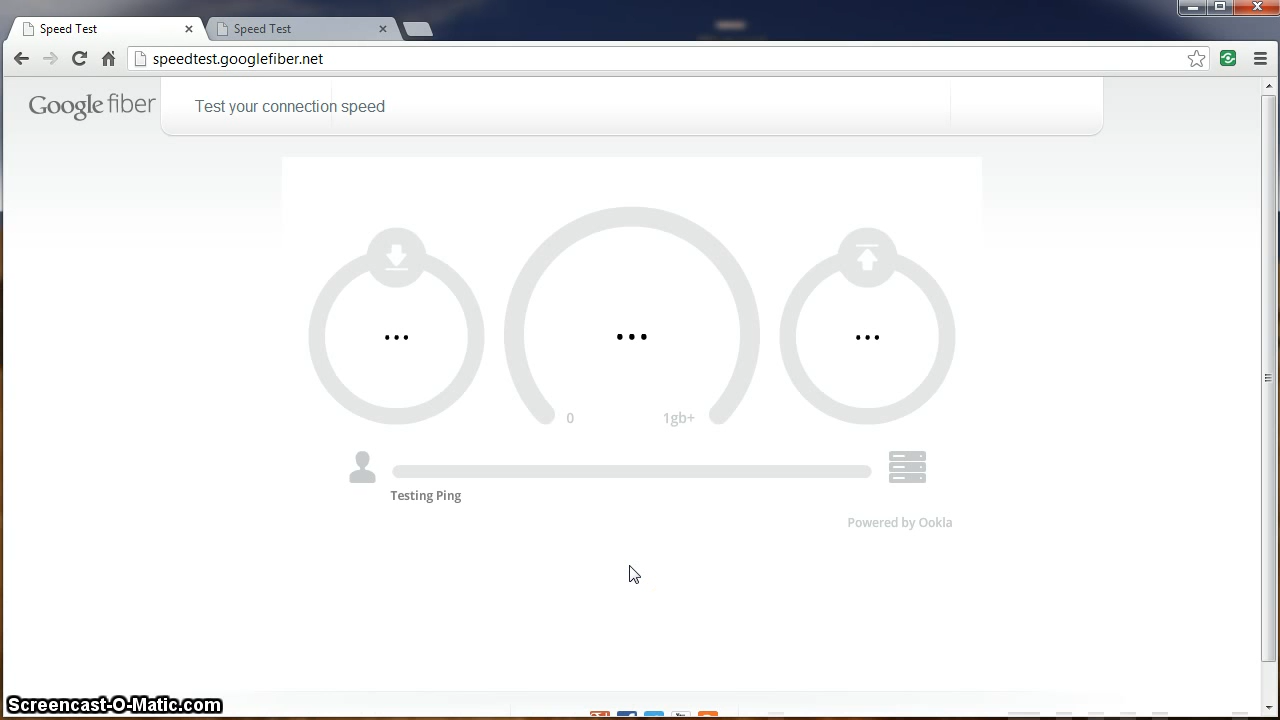 Speed Test
Speed Test
speedtest.googlefiber.net
Google fiber
Test your connection speed
...
...
...
0
1gb+
Testing Ping
Powered by Ookla
Screencast-O-Matic.com